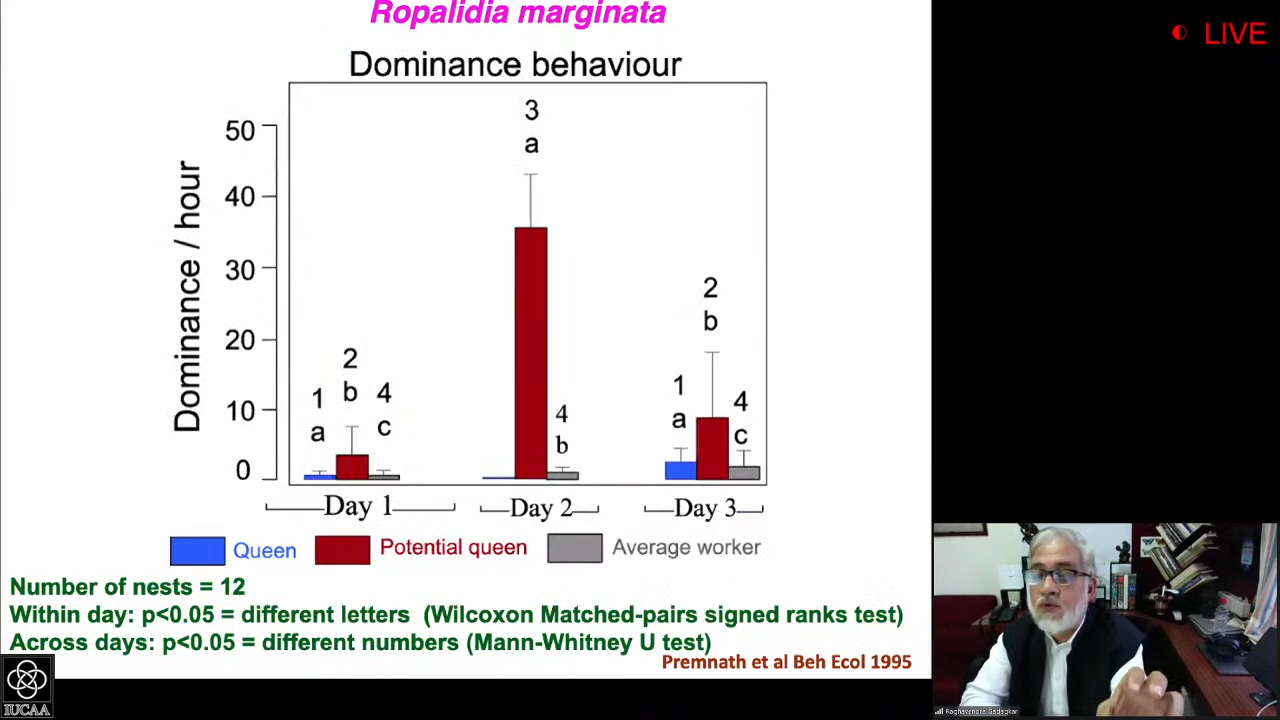 Ropalidia marginata
LIVE
Dominance behaviour
Dominance / hour
50
40
30
20
10
0
1
a
2
b
4
c
3
a
4
b
1
a
2
b
4
c
Day 1
Day 2
Day 3
Queen
Potential queen
Average worker
Number of nests = 12
Within day: p<0.05 = different letters (Wilcoxon Matched-pairs signed ranks test)
Across days: p<0.05 = different numbers (Mann-Whitney U test)
Premnath et al Beh Ecol 1995
IUCAA
Raghavendra Gadagkar